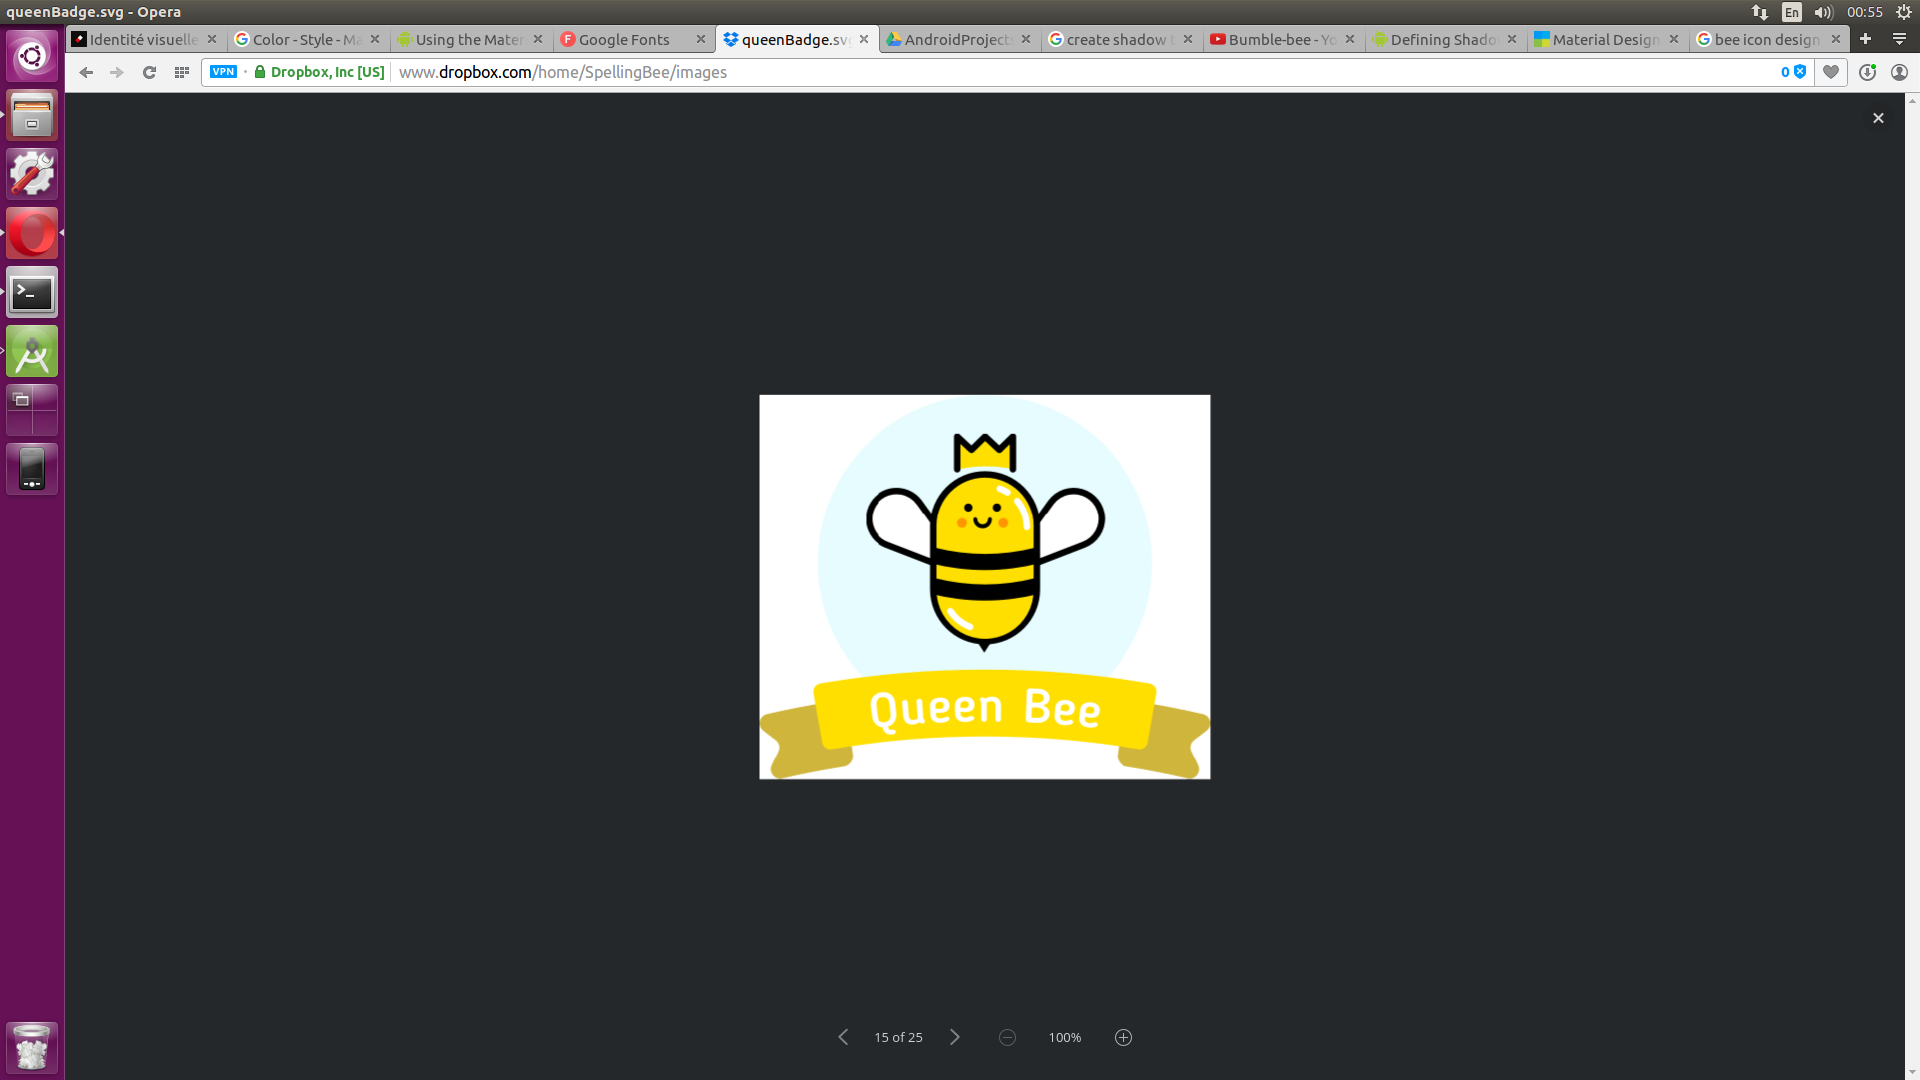 queenBadge.svg - Opera
En
00:55
Identité visuelle
Color - Style - Ma
Using the Mater
Google Fonts
queenBadge.sv
AndroidProject
create shadow t
Bumble-bee - Yo
Defining Shado
Material Design
bee icon design
VPN
Dropbox, Inc [US]
www.dropbox.com/home/SpellingBee/images
0
Queen Bee
15 of 25
100%